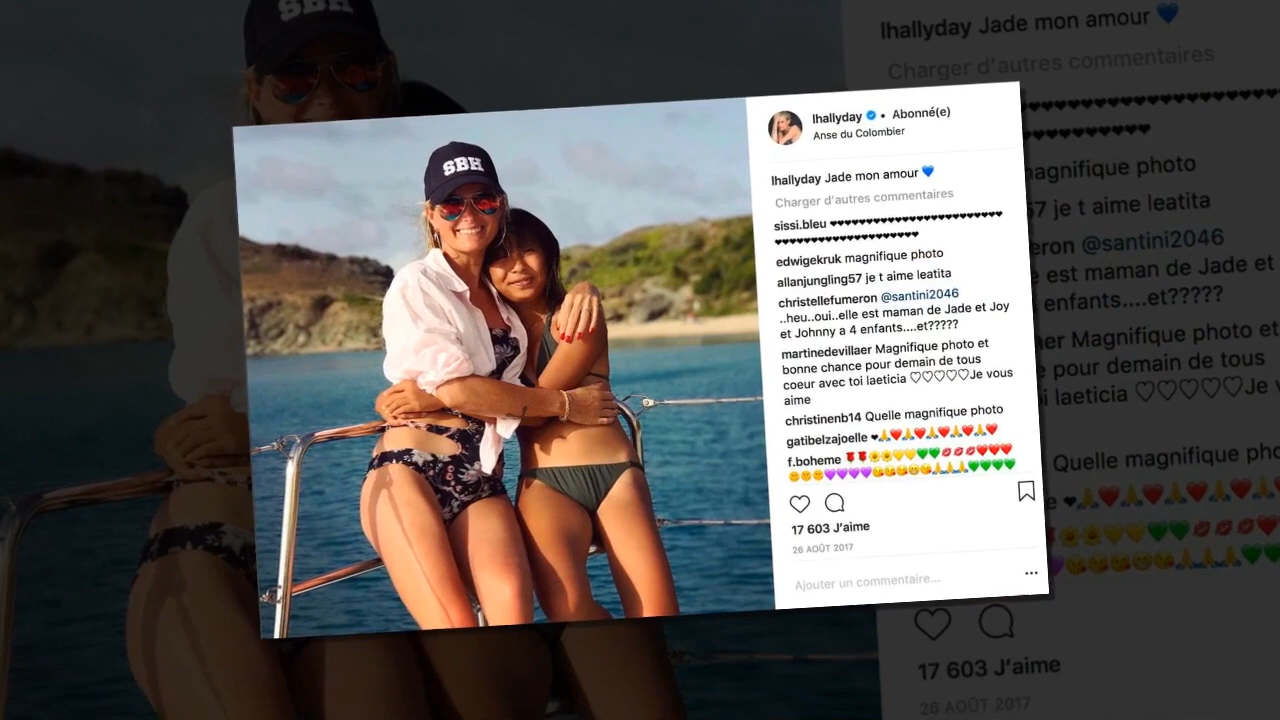 SBH
lhallyday • Abonné(e)
Anse du Colombier
lhallyday Jade mon amour 💙
Charger d'autres commentaires
sissi.bleu ❤❤❤❤❤❤❤❤❤❤❤❤❤❤❤❤❤❤❤❤❤❤❤❤
❤❤❤❤❤❤❤❤❤❤❤❤❤❤❤❤❤❤❤❤
edwigekruk magnifique photo
allanjungling57 je t aime leatita
christellefumeron @santini2046
..heu..oui..elle est maman de Jade et Joy
et Johnny a 4 enfants....et?????
martinedevillaer Magnifique photo et
bonne chance pour demain de tous
coeur avec toi laeticia ♡♡♡♡♡Je vous
aime
christinenb14 Quelle magnifique photo
gatibelzajoelle ❤🙏❤️🙏❤️🙏❤️🙏❤️🙏❤️
f.boheme 🌹🌹🌻🌻💛💛💚💚💋💋💋❤️❤️❤️
17 603 J'aime
26 AOÛT 2017
Ajouter un commentaire...
SBH
lhallyday Jade mon amour 💙
Charger d'autres commentaires
magnifique photo
57 je t aime leatita
eron @santini2046
e est maman de Jade et
enfants....et?????
er Magnifique photo et
pour demain de tous
i laeticia ♡♡♡♡♡Je
Quelle magnifique pho
17 603 J'aime
26 AOÛT 2017